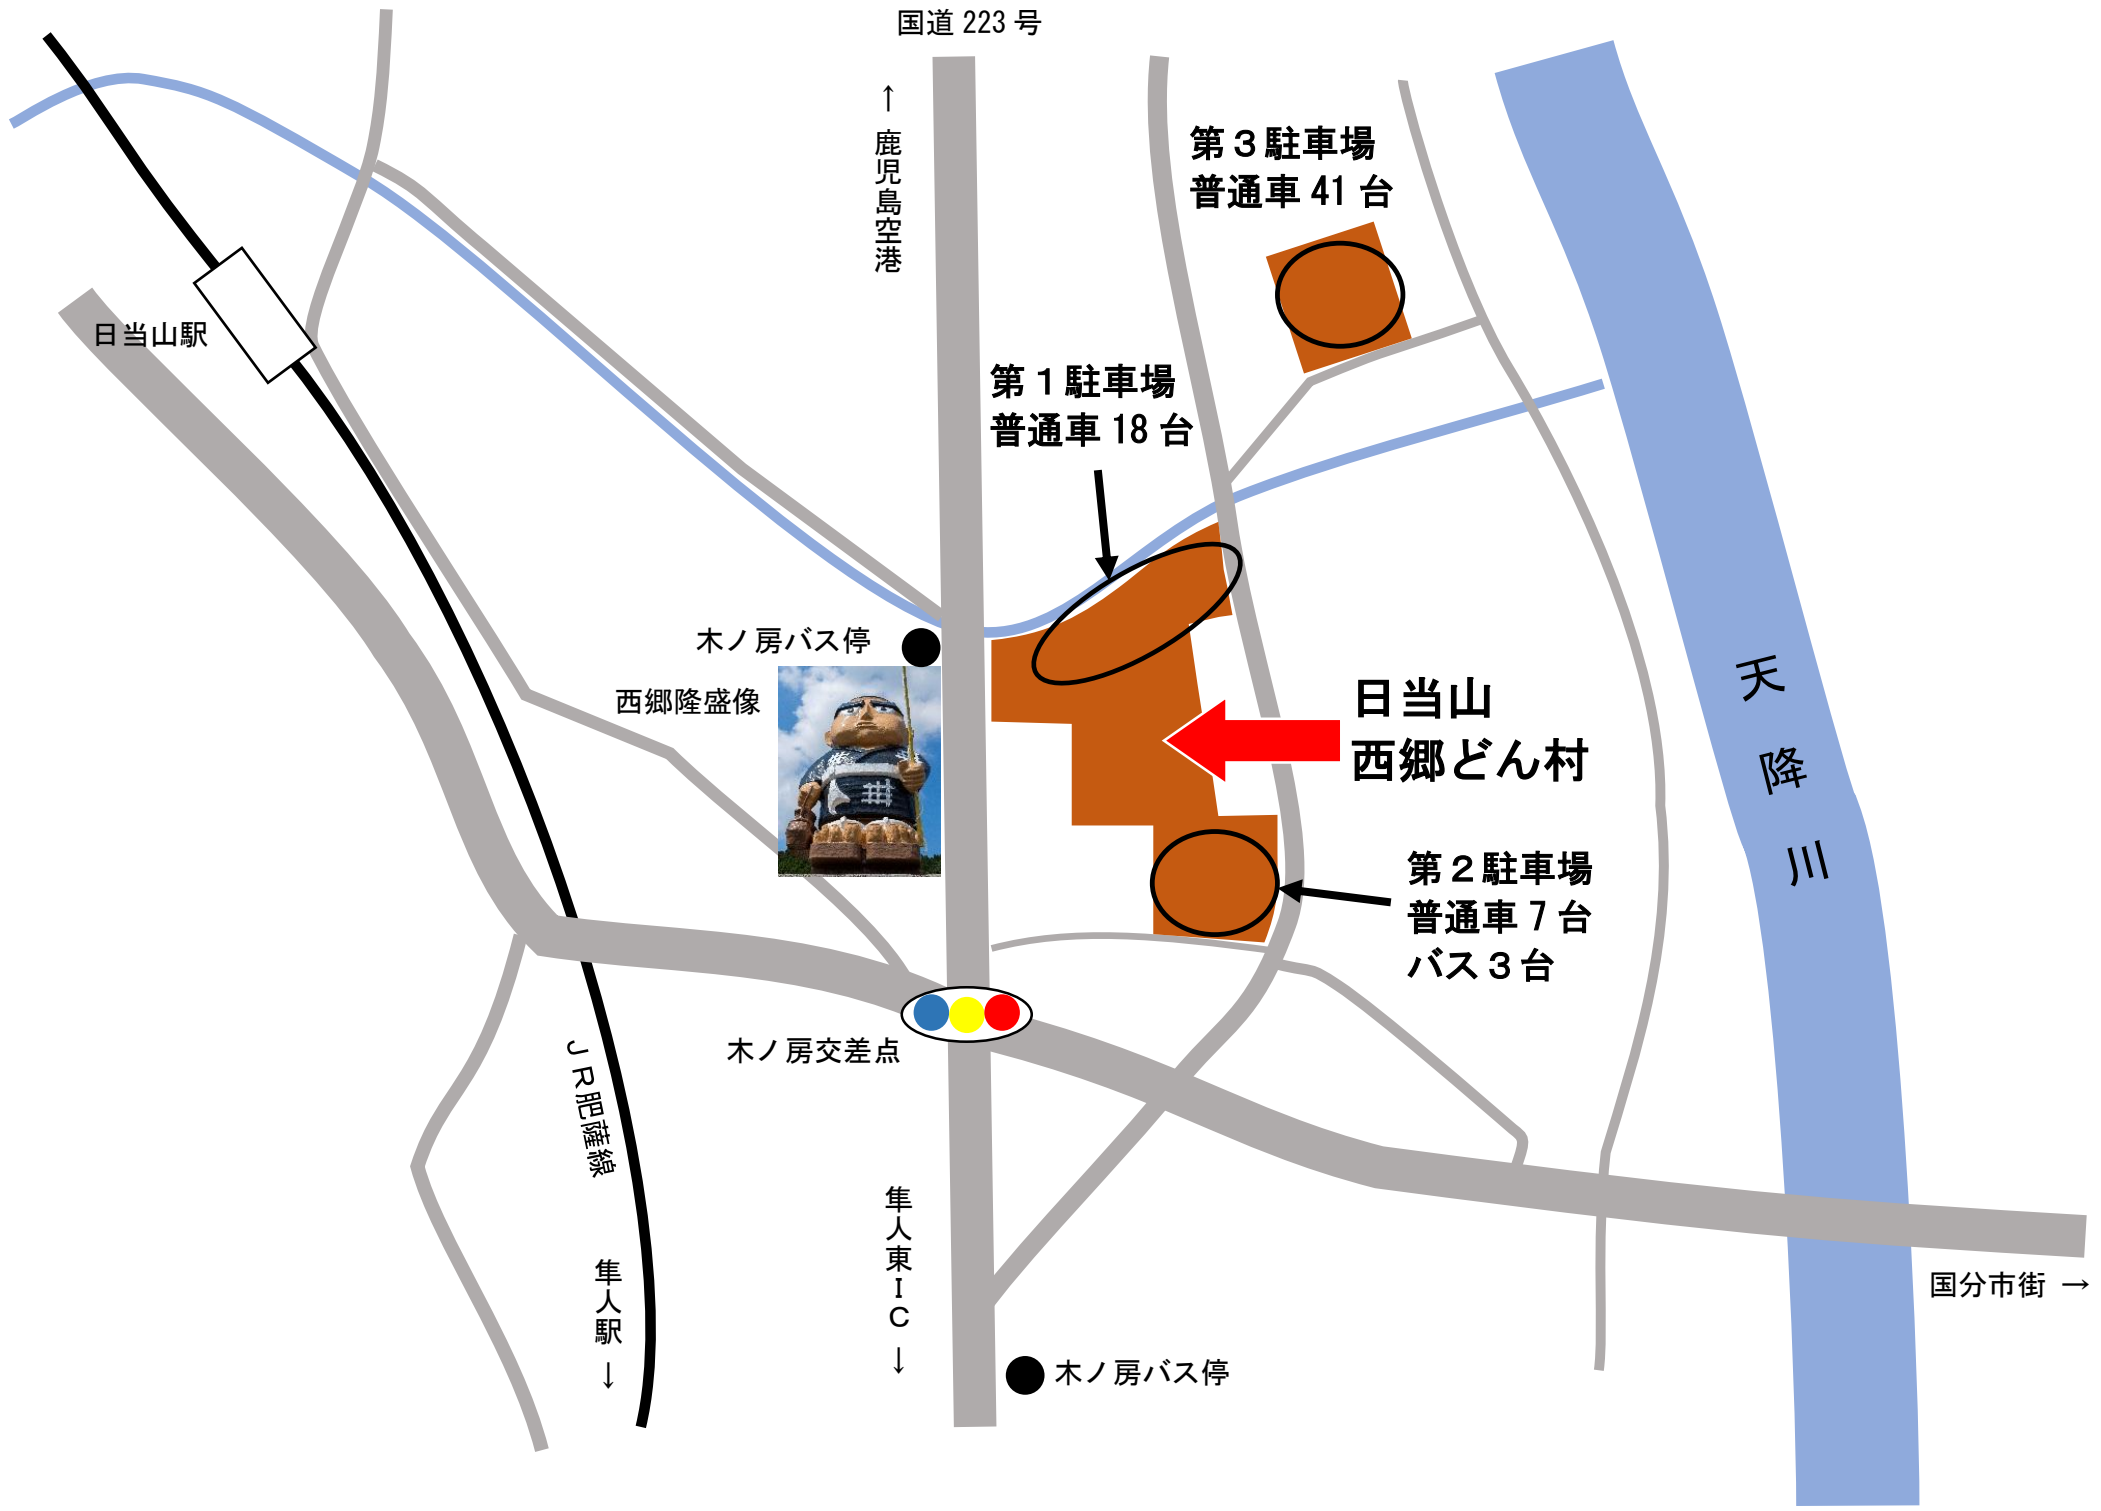 国道 223 号
↑ 鹿児島空港
第３駐車場
普通車 41 台
日当山駅
第１駐車場
普通車 18 台
木ノ房バス停
西郷隆盛像
日当山
西郷どん村
天降川
第２駐車場
普通車 7 台
バス３台
木ノ房交差点
ＪＲ肥薩線
隼人駅 ↓
隼人東ＩＣ ↓
国分市街 →
木ノ房バス停